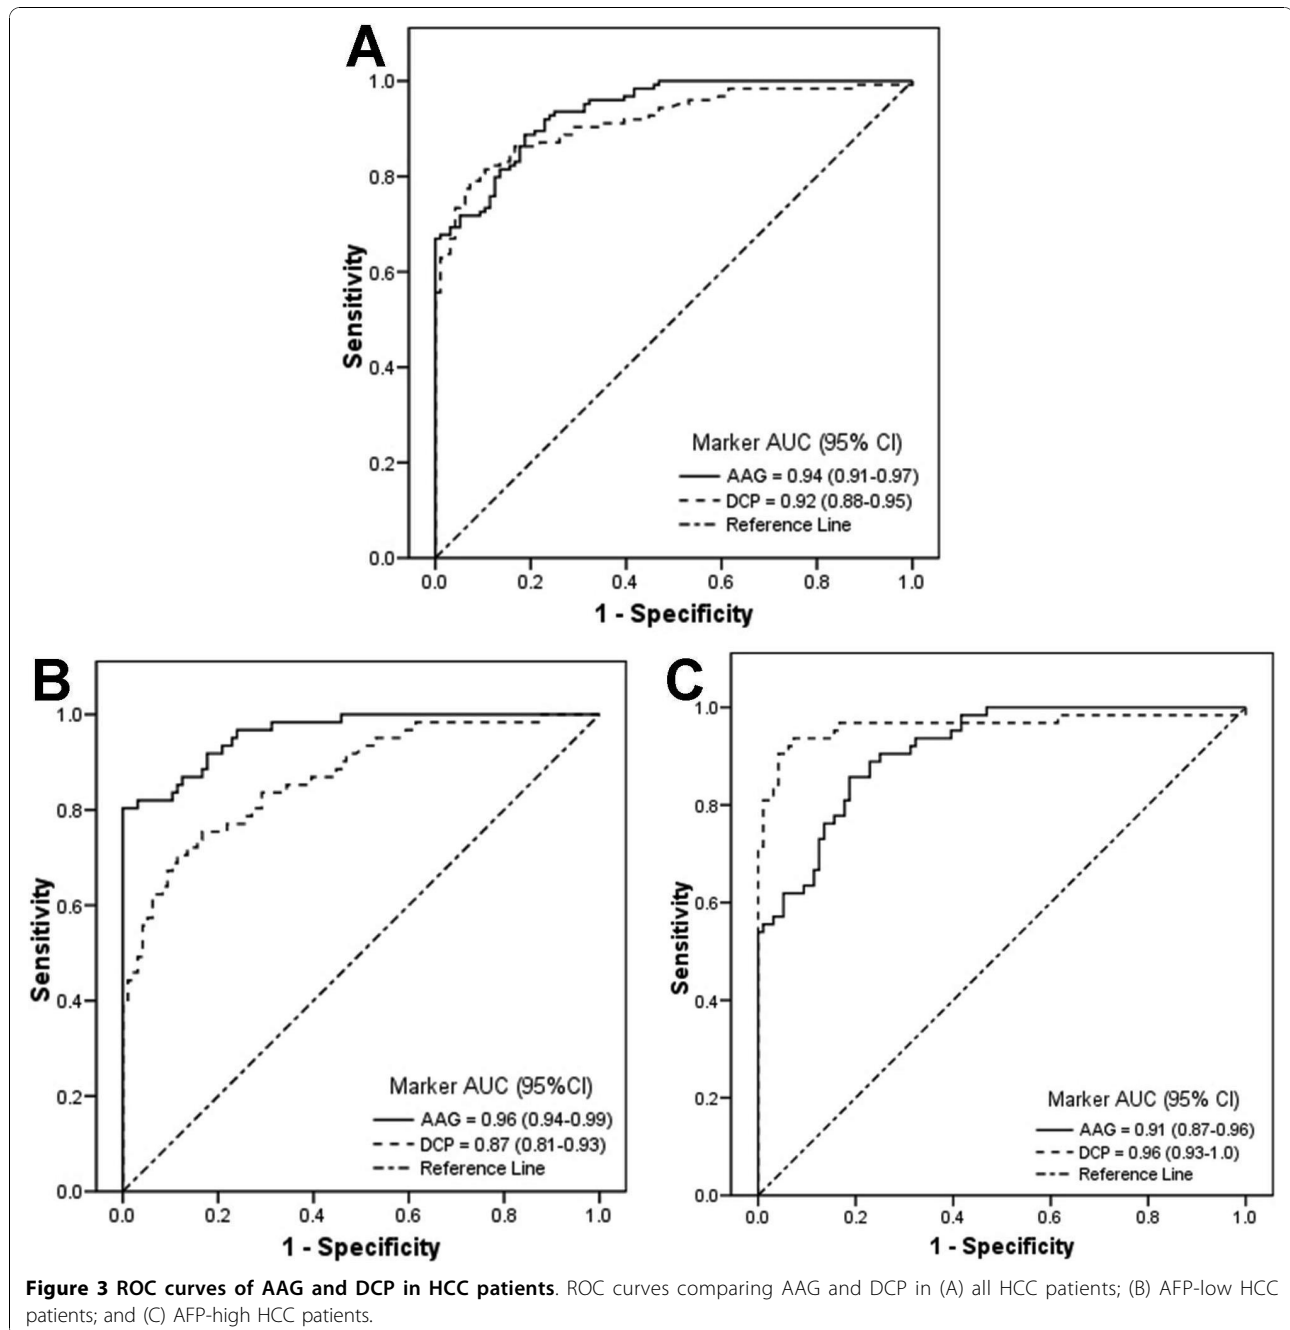 A
1.0
0.8
0.6
0.4
0.2
0.0
Sensitivity
Marker AUC (95% CI)
AAG = 0.94 (0.91-0.97)
DCP = 0.92 (0.88-0.95)
Reference Line
0.0 0.2 0.4 0.6 0.8 1.0
1 - Specificity
B
1.0
0.8
0.6
0.4
0.2
0.0
Sensitivity
Marker AUC (95%CI)
AAG = 0.96 (0.94-0.99)
DCP = 0.87 (0.81-0.93)
Reference Line
0.0 0.2 0.4 0.6 0.8 1.0
1 - Specificity
C
1.0
0.8
0.6
0.4
0.2
0.0
Sensitivity
Marker AUC (95% CI)
AAG = 0.91 (0.87-0.96)
DCP = 0.96 (0.93-1.0)
Reference Line
0.0 0.2 0.4 0.6 0.8 1.0
1 - Specificity
Figure 3 ROC curves of AAG and DCP in HCC patients. ROC curves comparing AAG and DCP in (A) all HCC patients; (B) AFP-low HCC
patients; and (C) AFP-high HCC patients.